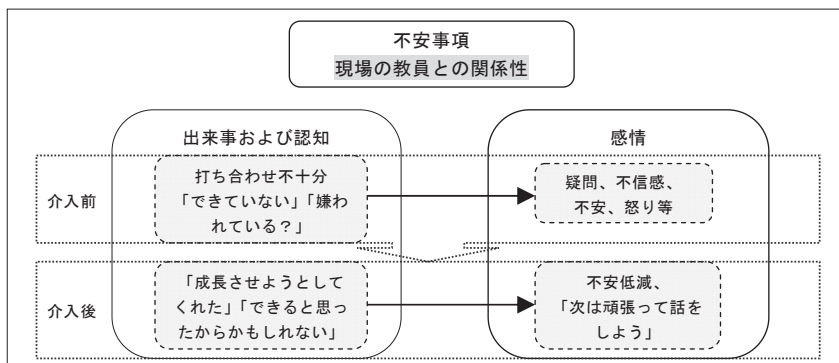 不安事項
現場の教員との関係性
出来事および認知
感情
介入前
打ち合わせ不十分
「できていない」「嫌わ
れている？」
疑問、不信感、
不安、怒り等
介入後
「成長させようとして
くれた」「できると思っ
たからかもしれない」
不安低減、
「次は頑張って話を
しよう」